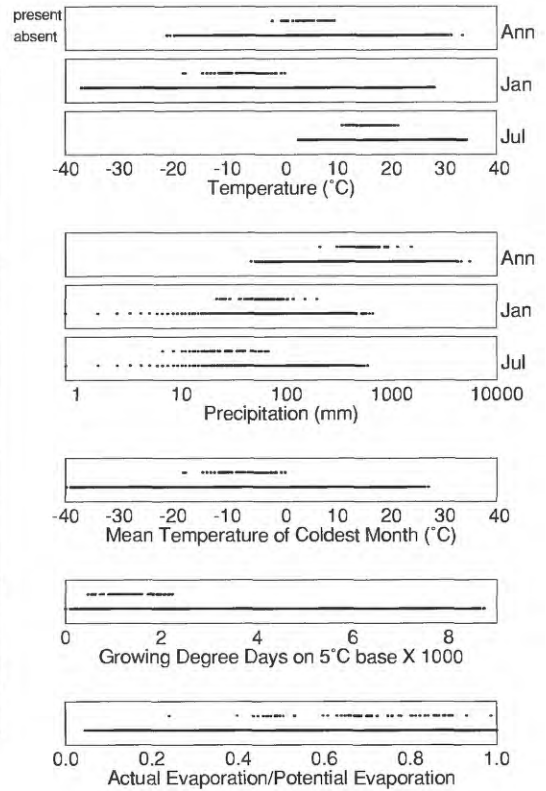 present
absent
Ann
Jan
Jul
-40 -30 -20 -10 0 10 20 30 40
Temperature (°C)
Ann
Jan
Jul
1 10 100 1000 10000
Precipitation (mm)
-40 -30 -20 -10 0 10 20 30 40
Mean Temperature of Coldest Month (°C)
0 2 4 6 8
Growing Degree Days on 5°C base X 1000
0.0 0.2 0.4 0.6 0.8 1.0
Actual Evaporation/Potential Evaporation